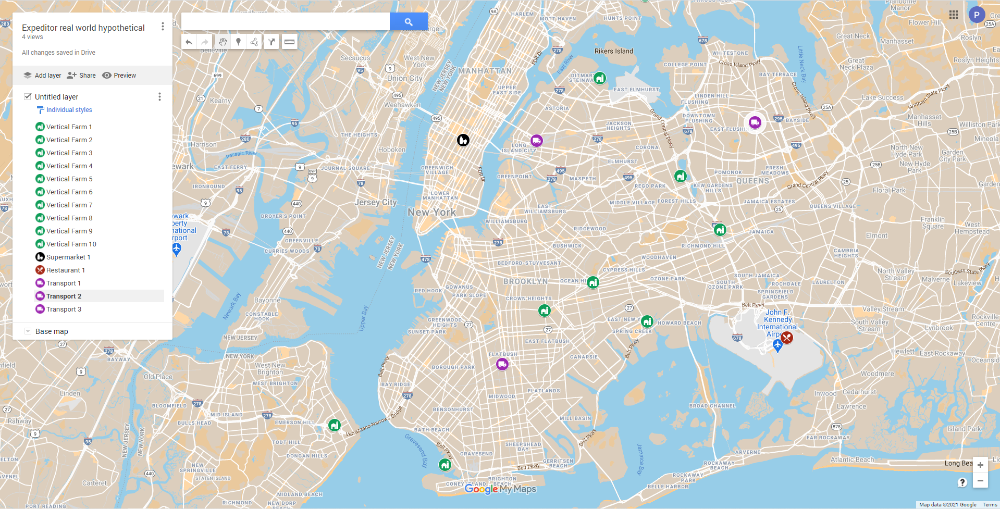 Expeditor real world hypothetical
4 views
All changes saved in Drive
Add layer
Share
Preview
Untitled layer
Individual styles
Vertical Farm 1
Vertical Farm 2
Vertical Farm 3
Vertical Farm 4
Vertical Farm 5
Vertical Farm 6
Vertical Farm 7
Vertical Farm 8
Vertical Farm 9
Vertical Farm 10
Supermarket 1
Restaurant 1
Transport 1
Transport 2
Transport 3
Base map
P
HARLEM
MOTT HAVEN
HUNTS POINT
Manor
Flower Hill
Roslyn
Great Neck
Manhasset
Belleville
Secaucus
West New
York
Union City
MANHATTAN
FDR Dr
East River
Rikers Island
WHITESTONE
COLLEGE POINT
Cross Island Pkwy
Little Neck Bay
Great
Neck Plaza
Roslyn Heights
BAY TERRACE
NEW JERSEY
NEW YORK
UPPER
EAST SIDE
EAST ELMHURST
LINDEN HILL
FLUSHING
Cross Island Pkwy
Lake Success
Northern State Pkwy
Kearny
Weehawken
ASTORIA
DOWNTOWN
FLUSHING
BAYSIDE
Manhasset
Hills
Williston Park
Grand Central Pkwy
JACKSON
HEIGHTS
THE HEIGHTS
Harrison
Hoboken
LONG
ISLAND CITY
CORONA
Mineola
North New
Hyde Park
Garden
City Park
New Hyde
Park
Passaic River
EAST FERRY
JOURNAL SQUARE
GREENWICH
VILLAGE
FDR Dr
GREENPOINT
ELMHURST
MASPETH
POMONOK
FRESH
MEADOWS
QUEENS
Grand Central Pkwy
IRONBOUND
REGO PARK
KEW GARDENS
HILLS
Floral Park
Jersey City
LOWER
MANHATTAN
New York
EAST
WILLIAMSBURG
MIDDLE VILLAGE
FOREST HILLS
JAMAICA ESTATES
QUEENS VILLAGE
DROYER'S POINT
WILLIAMSBURG
RIDGEWOOD
JAMAICA
Franklin
Square
West
Hempstead
Elmont
GREENVILLE
CURRIES WOODS
NEW JERSEY
NEW YORK
BUSHWICK
RICHMOND HILL
CAMBRIA
HEIGHTS
BEDFORD-STUYVESANT
WOODHAVEN
CYPRESS HILLS
SOUTH JAMAICA
North Valley
Stream
Southern State Pkwy
Malverne
Lakeview
BROOKLYN
OZONE PARK
SOUTH
OZONE PARK
ROCHDALE
LAURELTON
SPRINGFIELD
GARDENS
RED HOOK
GOWANUS
PARK SLOPE
CROWN HEIGHTS
Bayonne
Newark Bay
Upper Bay
CONSTABLE
HOOK
Belt Pkwy
John F.
Kennedy
International
Valley Stream
South Valley
Stream
Rockville
Centre
Lynbrook
GREENWOOD
HEIGHTS
SUNSET PARK
SPRING CREEK
HOWARD BEACH
Belt Pkwy
NEW JERSEY
NEW YORK
EAST FLATBUSH
FLATBUSH
CANARSIE
Hewlett
East Rockaway
Oceansid
BAYWAY
Old Place
West New
Brighton
WEST BRIGHTON
Belt Pkwy
BOROUGH PARK
BAY RIDGE
Woodmere
FLATLANDS
MIDWOOD
Inwood
Cedarhurst
Lawrence
Linden
BLOOMFIELD
BULLS HEAD
MID ISLAND
EMERSON HILL
BENSONHURST
BROAD CHANNEL
Rahway
Verrazzano-Narrows Bridge
BATH BEACH
MILL BASIN
Belt Pkwy
Island Park
NEW JERSEY
NEW YORK
TODT HILL
DONGAN HILLS
Gravesend Bay
Belt Pkwy
SHEEPSHEAD
BAY
GRAVESEND
Jamaica Bay
FAR ROCKAWAY
ARVERNE
Atlantic Beach
NEW
SPRINGVILLE
STATEN ISLAND
Belt Pkwy
GERRITSEN
BEACH
ROCKAWAY
BEACH
ROCKAWAY
PARK
BELLE HARBOR
Carteret
BRIGHTON
BEACH
MIDLAND BEACH
RICHMOND
NEW DORP
BEACH
PORT READING
Google My Maps
Map data ©2021 Google
Terms